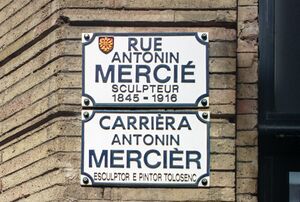 RUE
ANTONIN
MERCIÉ
SCULPTEUR
1845 - 1916
CARRIÈRA
ANTONIN
MERCIÈR
ESCULPTOR E PINTOR TOLOSENC